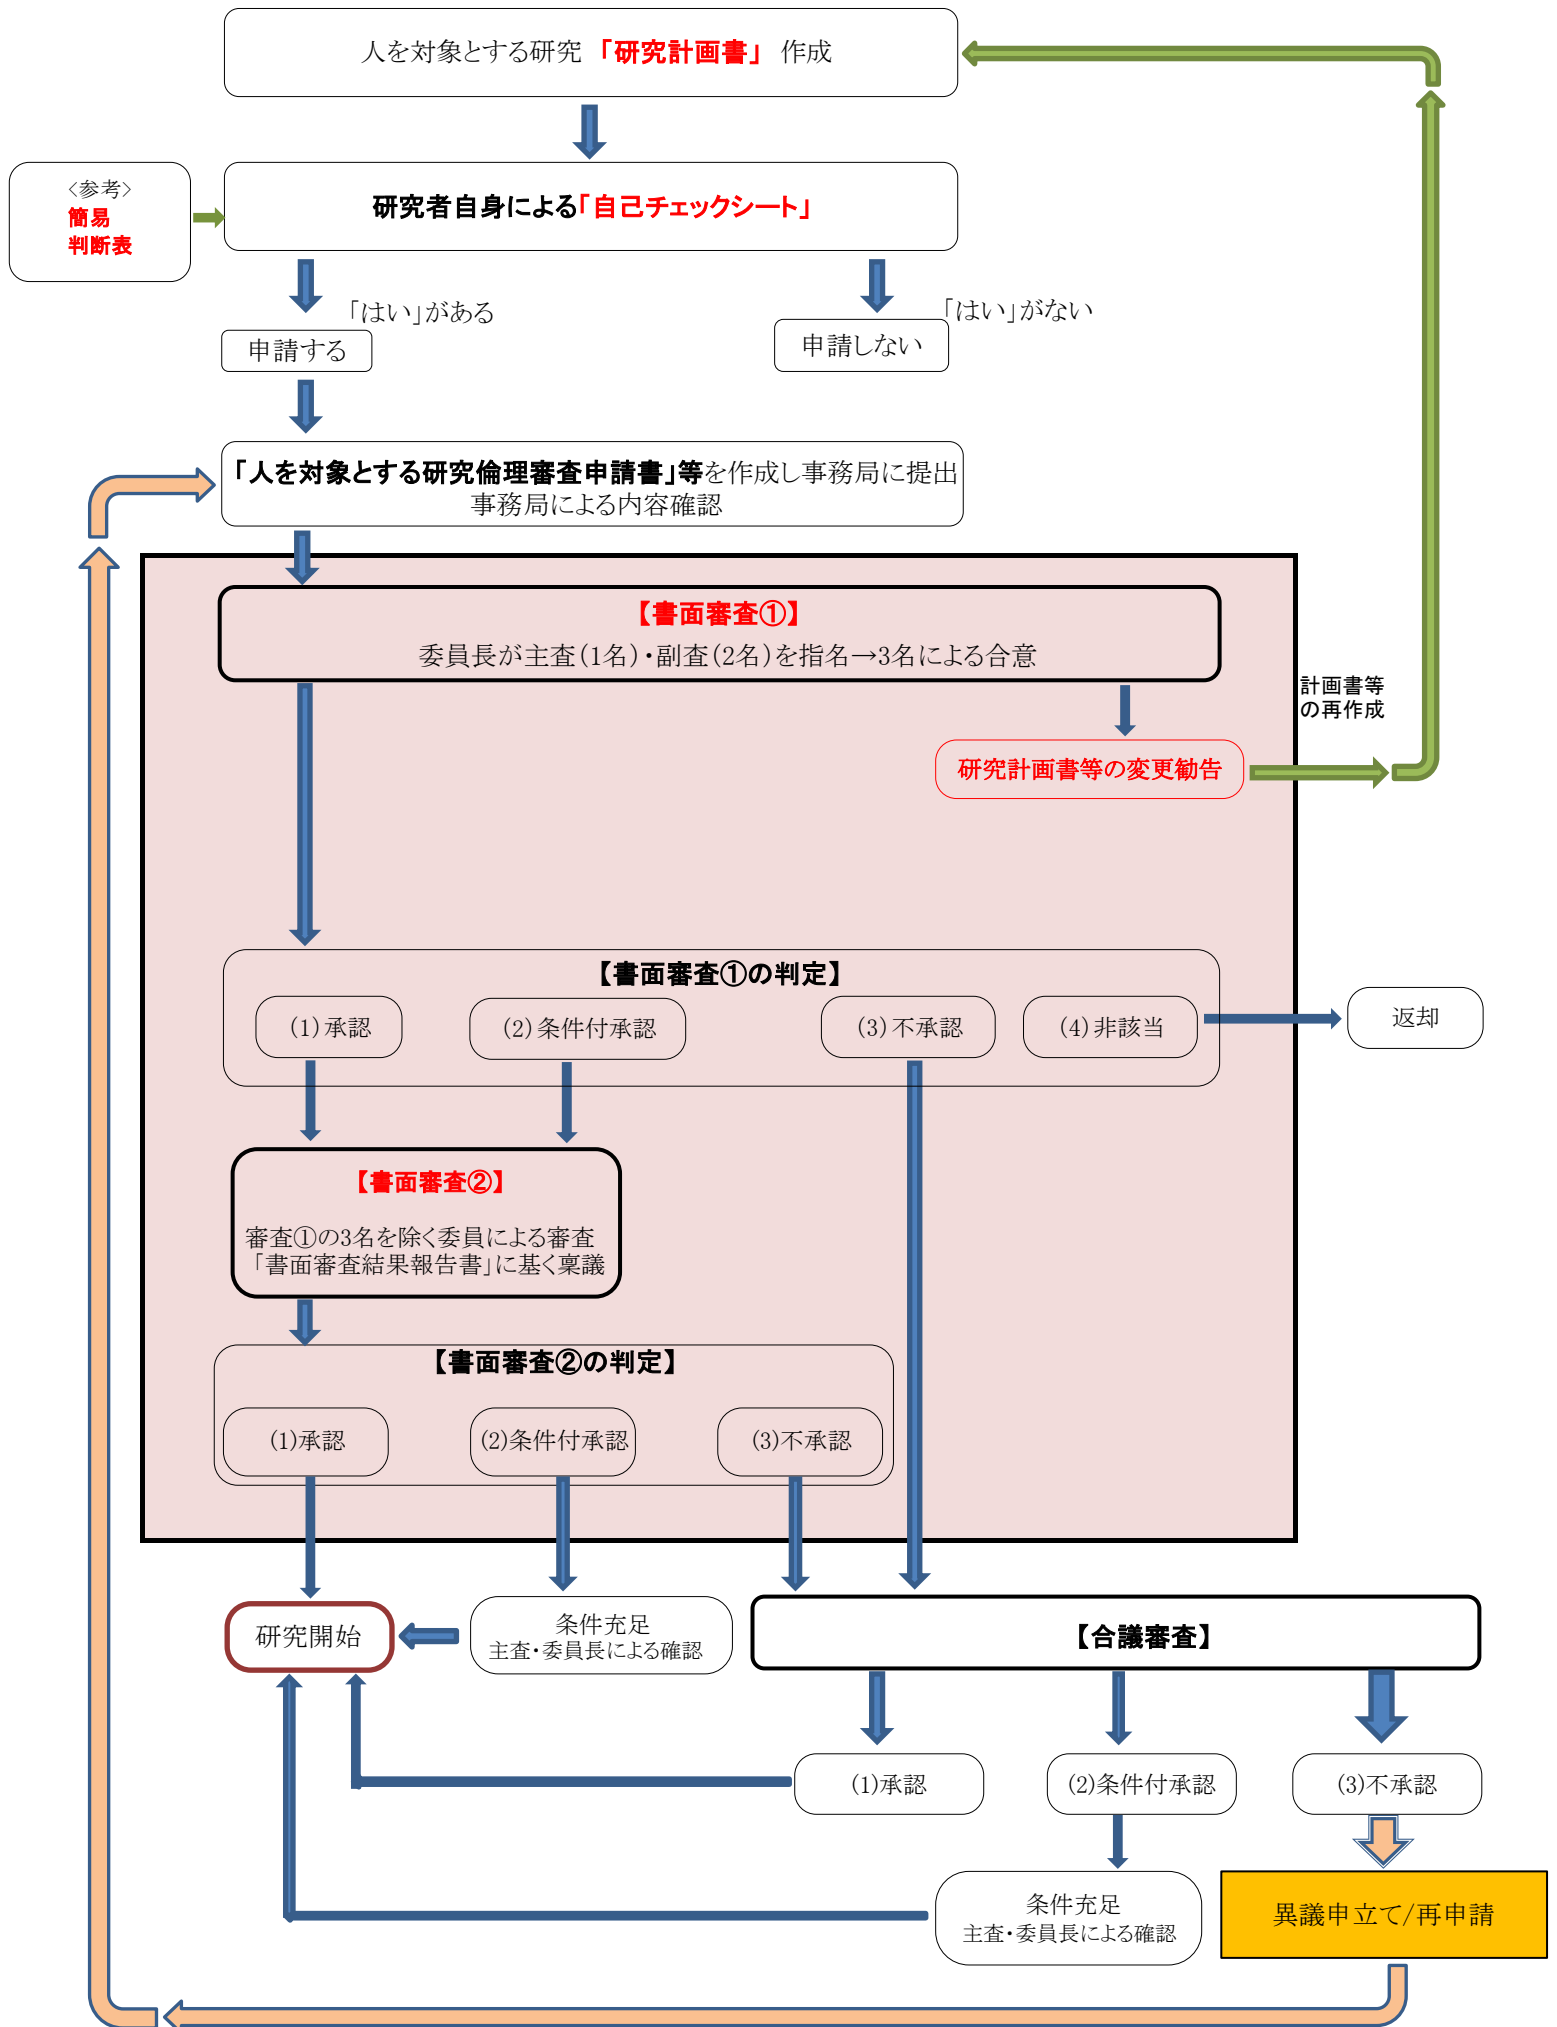 人を対象とする研究 「研究計画書」 作成
〈参考〉
簡易
判断表
研究者自身による「自己チェックシート」
「はい」がある
「はい」がない
申請する
申請しない
「人を対象とする研究倫理審査申請書」等を作成し事務局に提出
事務局による内容確認
【書面審査①】
委員長が主査（1名）・副査（2名）を指名→3名による合意
計画書等
の再作成
研究計画書等の変更勧告
【書面審査①の判定】
（1）承認
（2）条件付承認
（3）不承認
（4）非該当
返却
【書面審査②】
審査①の3名を除く委員による審査
「書面審査結果報告書」に基く稟議
【書面審査②の判定】
(1)承認
(2)条件付承認
(3)不承認
研究開始
条件充足
主査・委員長による確認
【合議審査】
(1)承認
(2)条件付承認
(3)不承認
条件充足
主査・委員長による確認
異議申立て/再申請